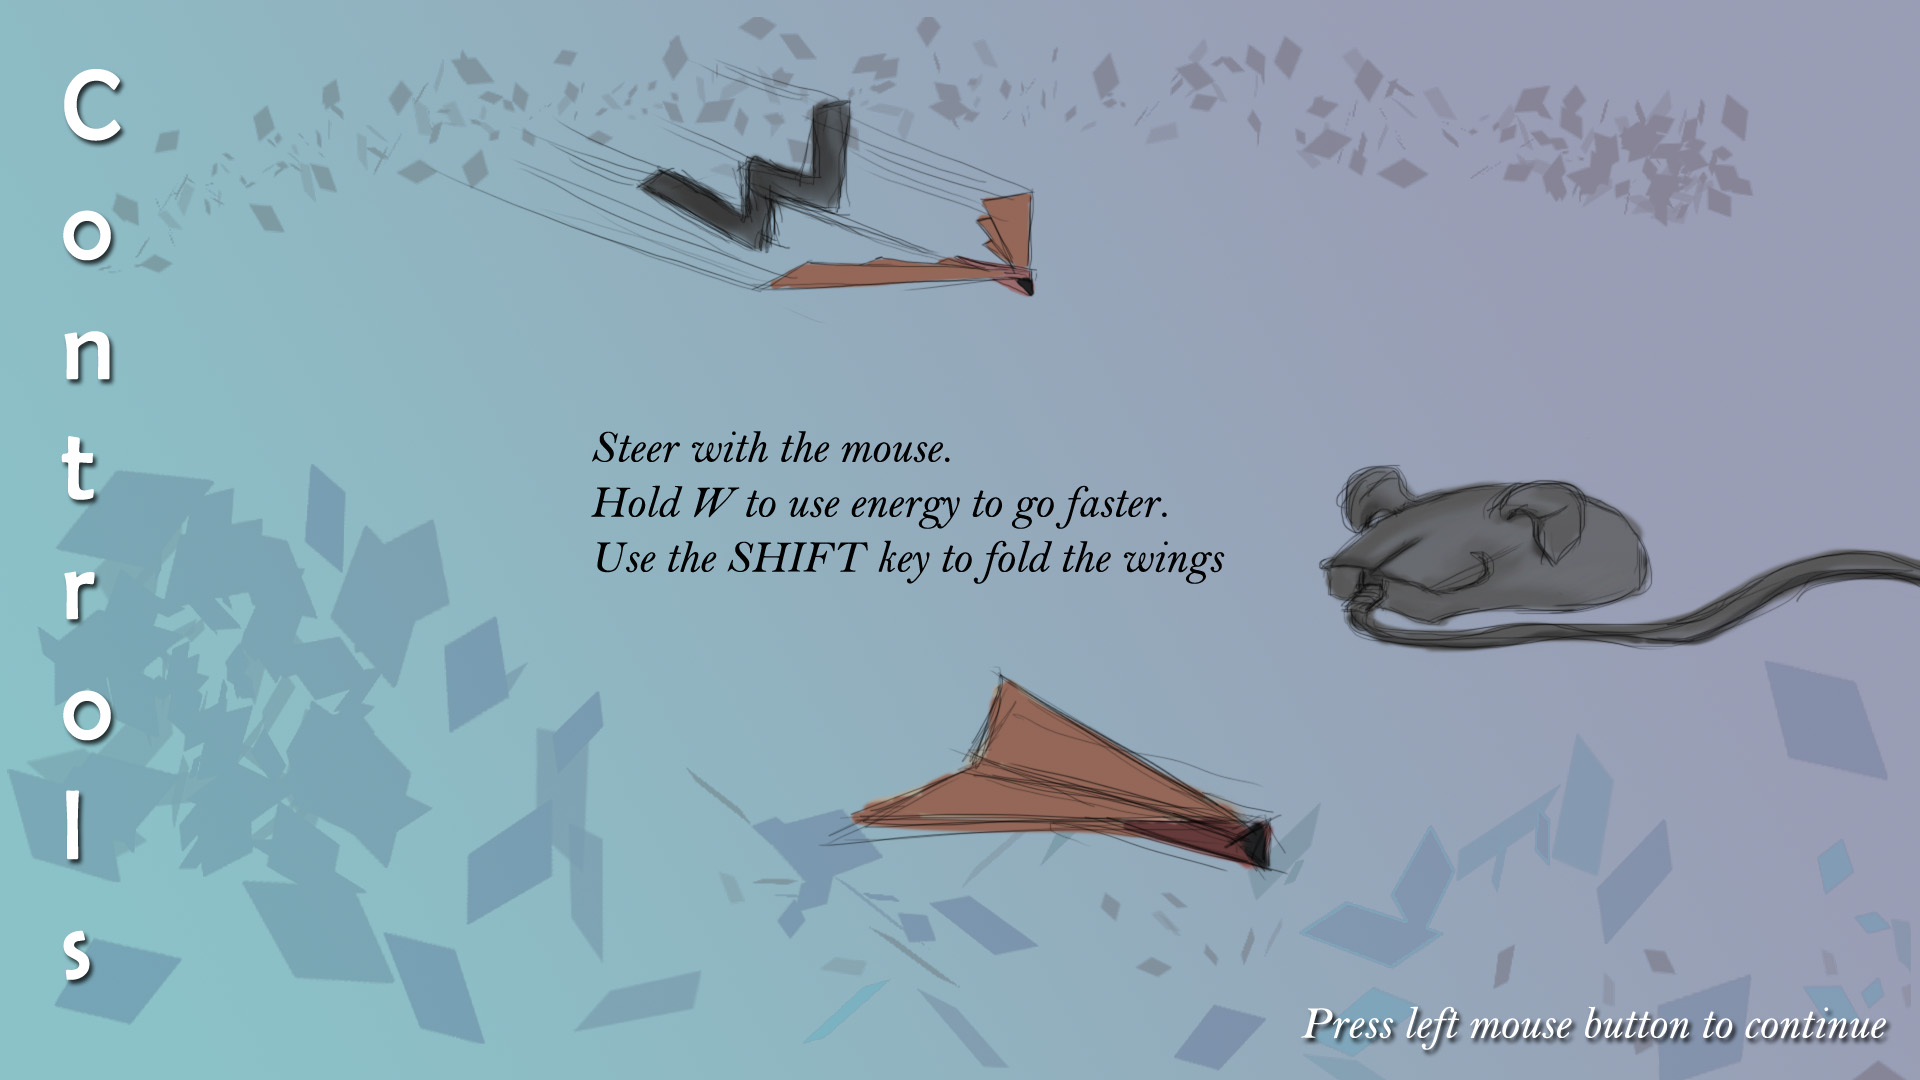 Controls
W
Steer with the mouse.
Hold W to use energy to go faster.
Use the SHIFT key to fold the wings
Press left mouse button to continue